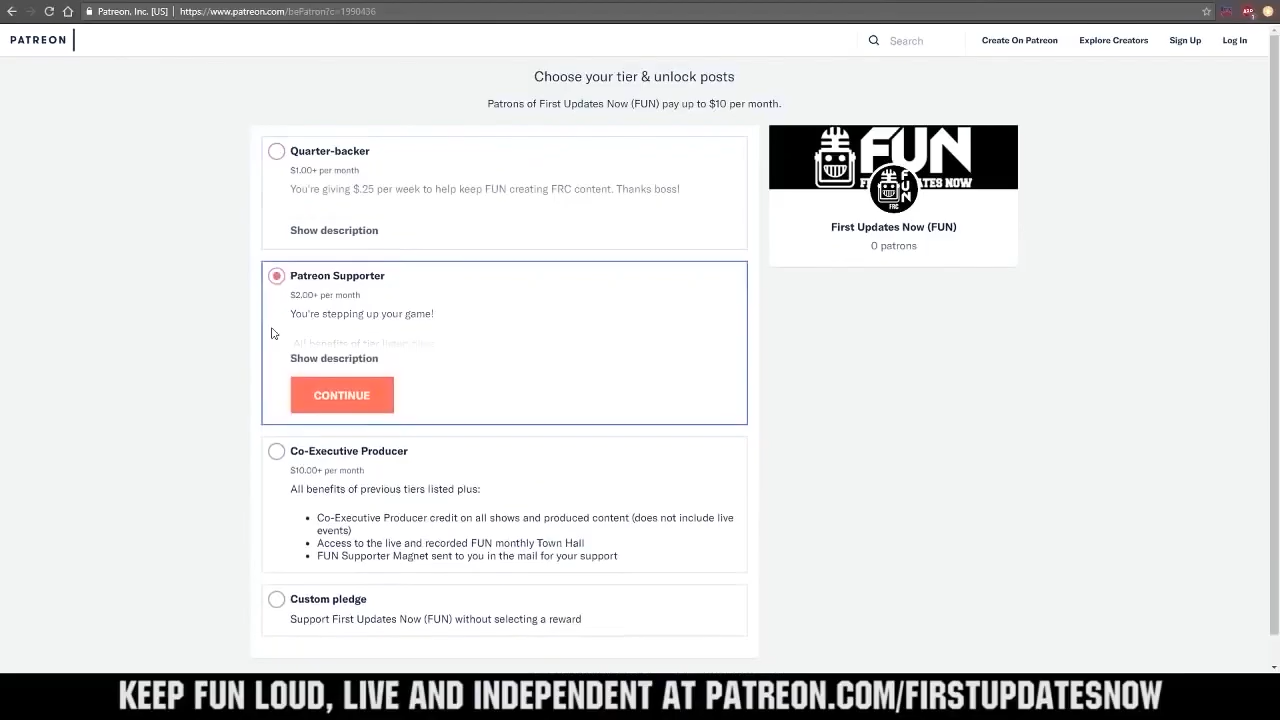 Patreon, Inc. [US] | https://www.patreon.com/bePatron?c=1990436
PATREON
Search
Create On Patreon
Explore Creators
Sign Up
Log In
Choose your tier & unlock posts
Patrons of First Updates Now (FUN) pay up to $10 per month.
Quarter-backer
$1.00+ per month
You're giving $.25 per week to help keep FUN creating FRC content. Thanks boss!
Show description
Patreon Supporter
$2.00+ per month
You're stepping up your game!
All benefits of tier listed
Show description
CONTINUE
Co-Executive Producer
$10.00+ per month
All benefits of previous tiers listed plus:
Co-Executive Producer credit on all shows and produced content (does not include live
events)
Access to the live and recorded FUN monthly Town Hall
FUN Supporter Magnet sent to you in the mail for your support
Custom pledge
Support First Updates Now (FUN) without selecting a reward
FUN
FUN
FRC
First Updates Now (FUN)
0 patrons
KEEP FUN LOUD, LIVE AND INDEPENDENT AT PATREON.COM/FIRSTUPDATESNOW